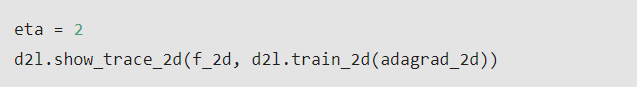 eta = 2
d2l.show_trace_2d(f_2d, d2l.train_2d(adagrad_2d))